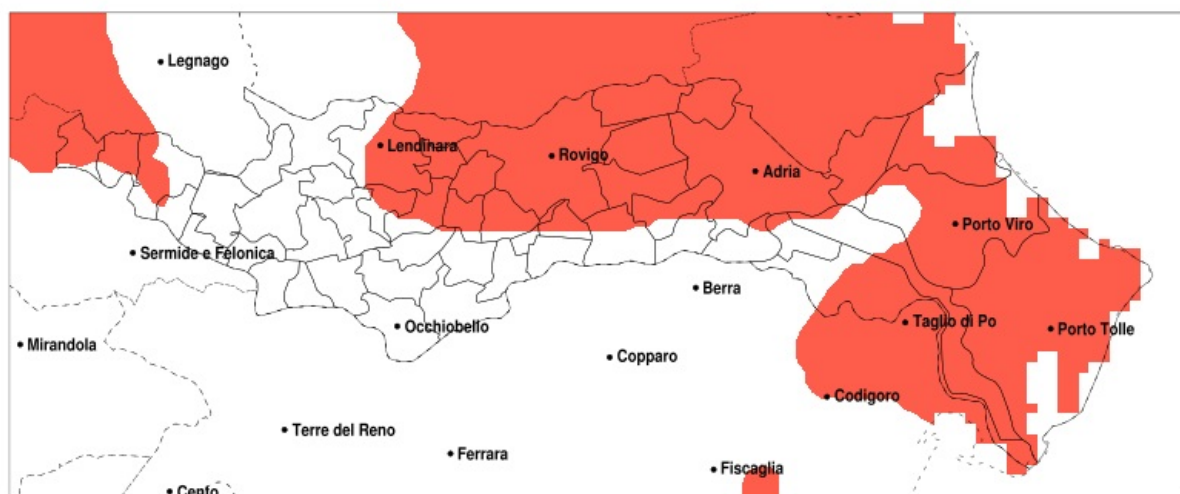 Legnago
Lendinara
Rovigo
Adria
Porto Viro
Sermide e Felonica
Berra
Occhiobello
Taglio di Po
Porto Tolle
Mirandola
Copparo
Codigoro
Terre del Reno
Ferrara
Fiscaglia
Cento